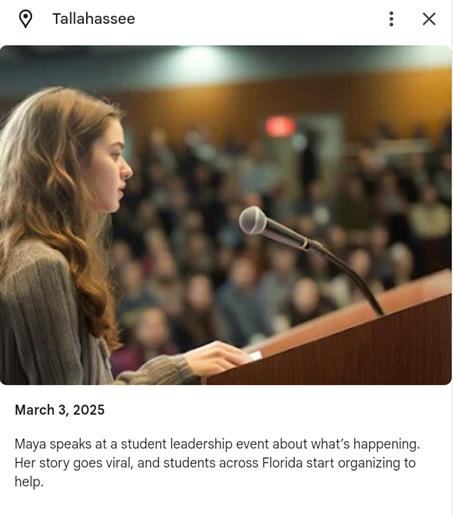 Tallahassee
March 3, 2025
Maya speaks at a student leadership event about what’s happening.
Her story goes viral, and students across Florida start organizing to
help.